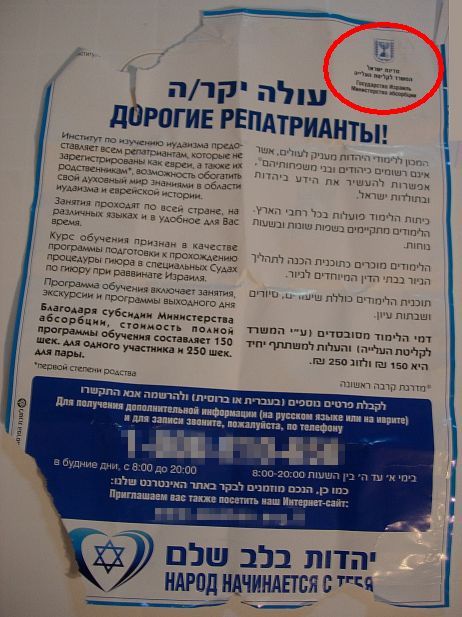 מדינת ישראל
המשרד לקליטת העלייה
Государство Израиль
Министерство абсорбции
עולה יקר/ה
ДОРОГИЕ РЕПАТРИАНТЫ!
Институт по изучению иудаизма предо-
ставляет всем репатриантам, которые не
зарегистрированы как евреи, а также их
родственникам*, возможность обогатить
свой духовный мир знаниями в области
иудаизма и еврейской истории.
Занятия проходят по всей стране, на
различных языках и в удобное для Вас
время.
Курс обучения признан в качестве
программы подготовки к прохождению
процедуры гиюра в специальных Судах
по гиюру при раввинате Израиля.
Программа обучения включает занятия,
экскурсии и программы выходного дня
Благодаря субсидии Министерства
абсорбции, стоимость полной
программы обучения составляет 150
шек. для одного участника и 250 шек.
для пары.
*первой степени родства
המכון ללימודי היהדות מעניק לעולים, אשר
אינם רשומים כיהודים ובני משפחותיהם*,
אפשרות להעשיר את הידע ביהדות
ובתולדות ישראל.
כיתות הלימוד פועלות בכל רחבי הארץ.
הלימודים מתקיימים בשפות שונות ובשעות
נוחות.
הלימודים מוכרים כתוכנית הכנה לתהליך
הגיור בבתי הדין המיוחדים לגיור.
תוכנית הלימודים כוללת שיעורים, סיורים
ושבתות עיון.
דמי הלימוד מסובסדים (ע"י המשרד
לקליטת העלייה) והעלות למשתתף יחיד
היא 150 ₪ ולזוג 250 ₪.
*מדרגת קרבה ראשונה
לקבלת פרטים נוספים (בעברית או ברוסית) ולהרשמה אנא התקשרו
Для получения дополнительной информации (на русском языке или на иврите)
и для записи звоните, пожалуйста, по телефону
в будние дни, с 8:00 до 20:00
בימי א' עד ה' בין השעות 8:00-20:00
כמו כן, הנכם מוזמנים לבקר באתר האינטרנט שלנו:
Приглашаем вас также посетить наш Интернет-сайт:
יהדות בלב שלם
НАРОД НАЧИНАЕТСЯ С ТЕБЯ